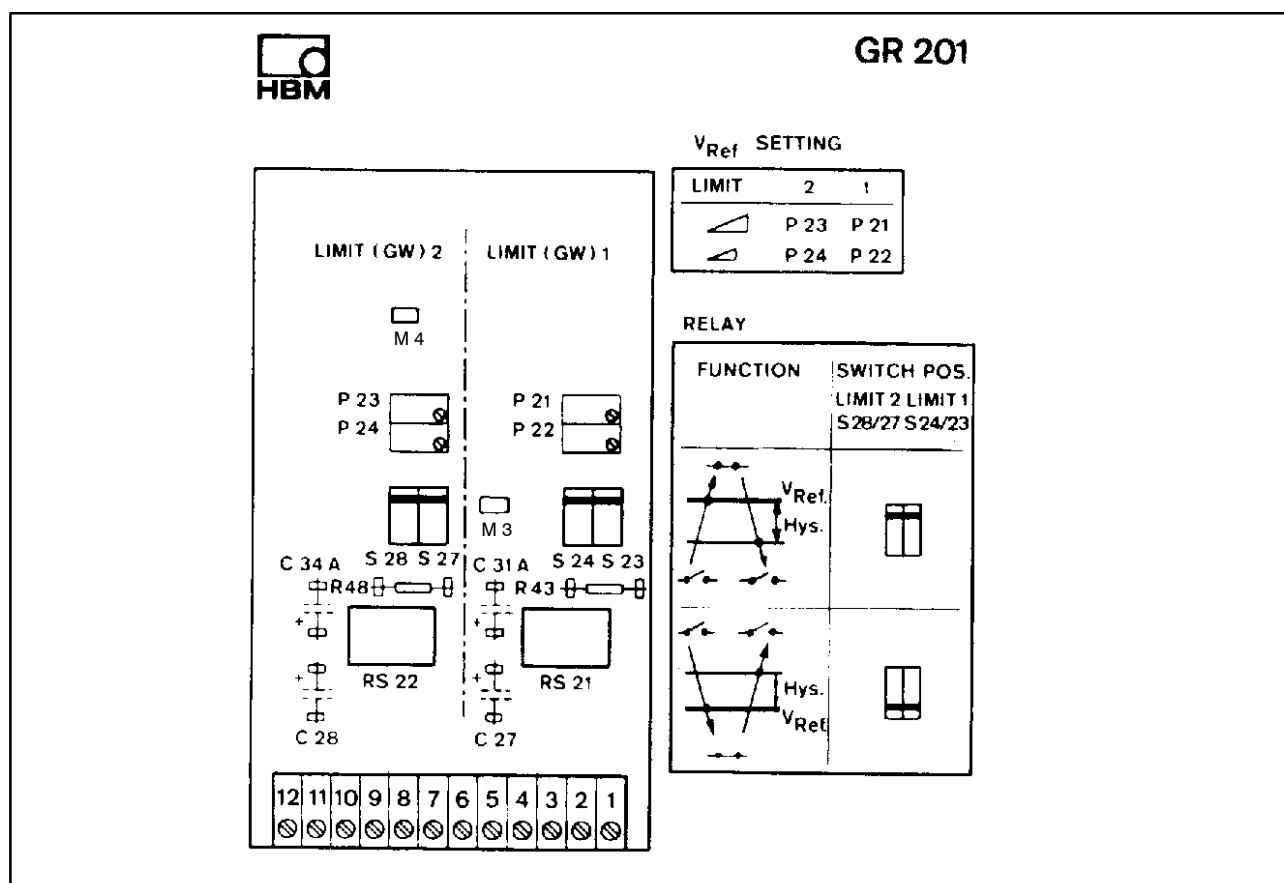 HBM
GR 201
VRef SETTING
LIMIT 2 1
P 23 P 21
P 24 P 22
LIMIT (GW) 2 LIMIT (GW) 1
M 4
P 23 P 21
P 24 P 22
M 3
S 28 S 27 S 24 S 23
C 34 A C 31 A
R48 R 43
+ +
RS 22 RS 21
+ +
C 28 C 27
12 11 10 9 8 7 6 5 4 3 2 1
RELAY
FUNCTION SWITCH POS.
LIMIT 2 LIMIT 1
S 28/27 S 24/23
VRef.
Hys.
Hys.
VRef